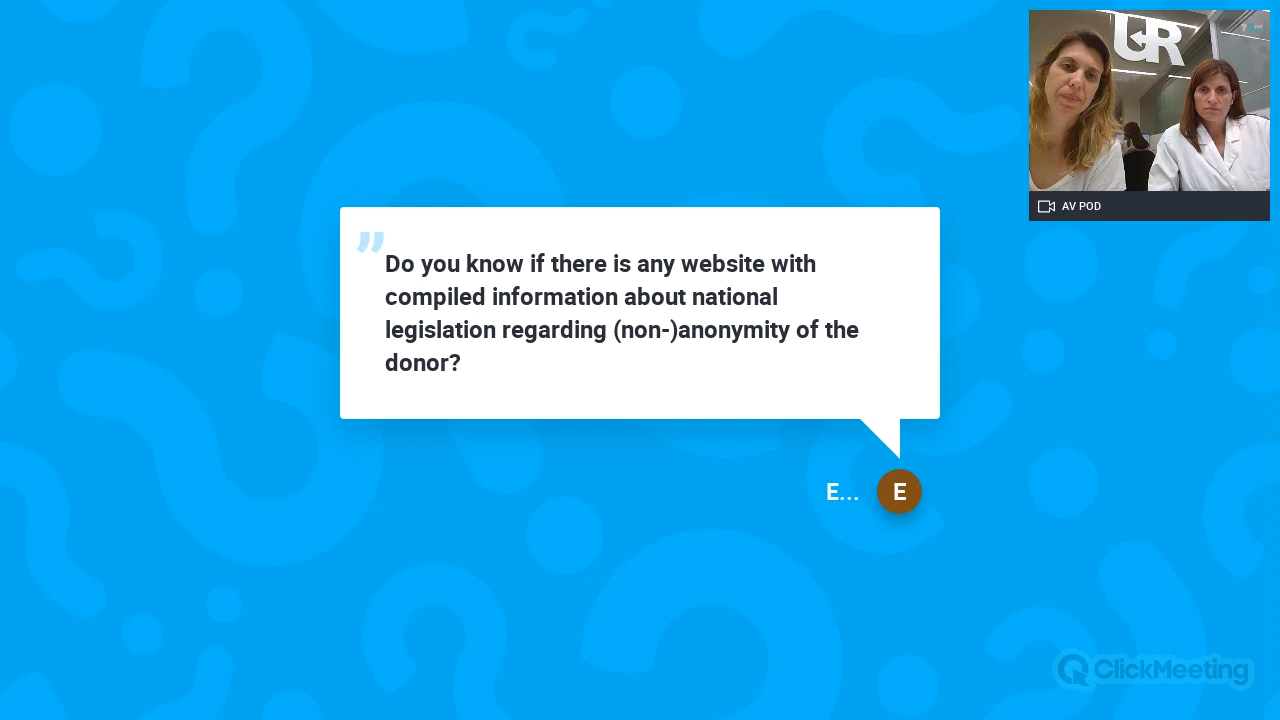 UR
AV POD
"
Do you know if there is any website with
compiled information about national
legislation regarding (non-)anonymity of the
donor?
E...
E
ClickMeeting